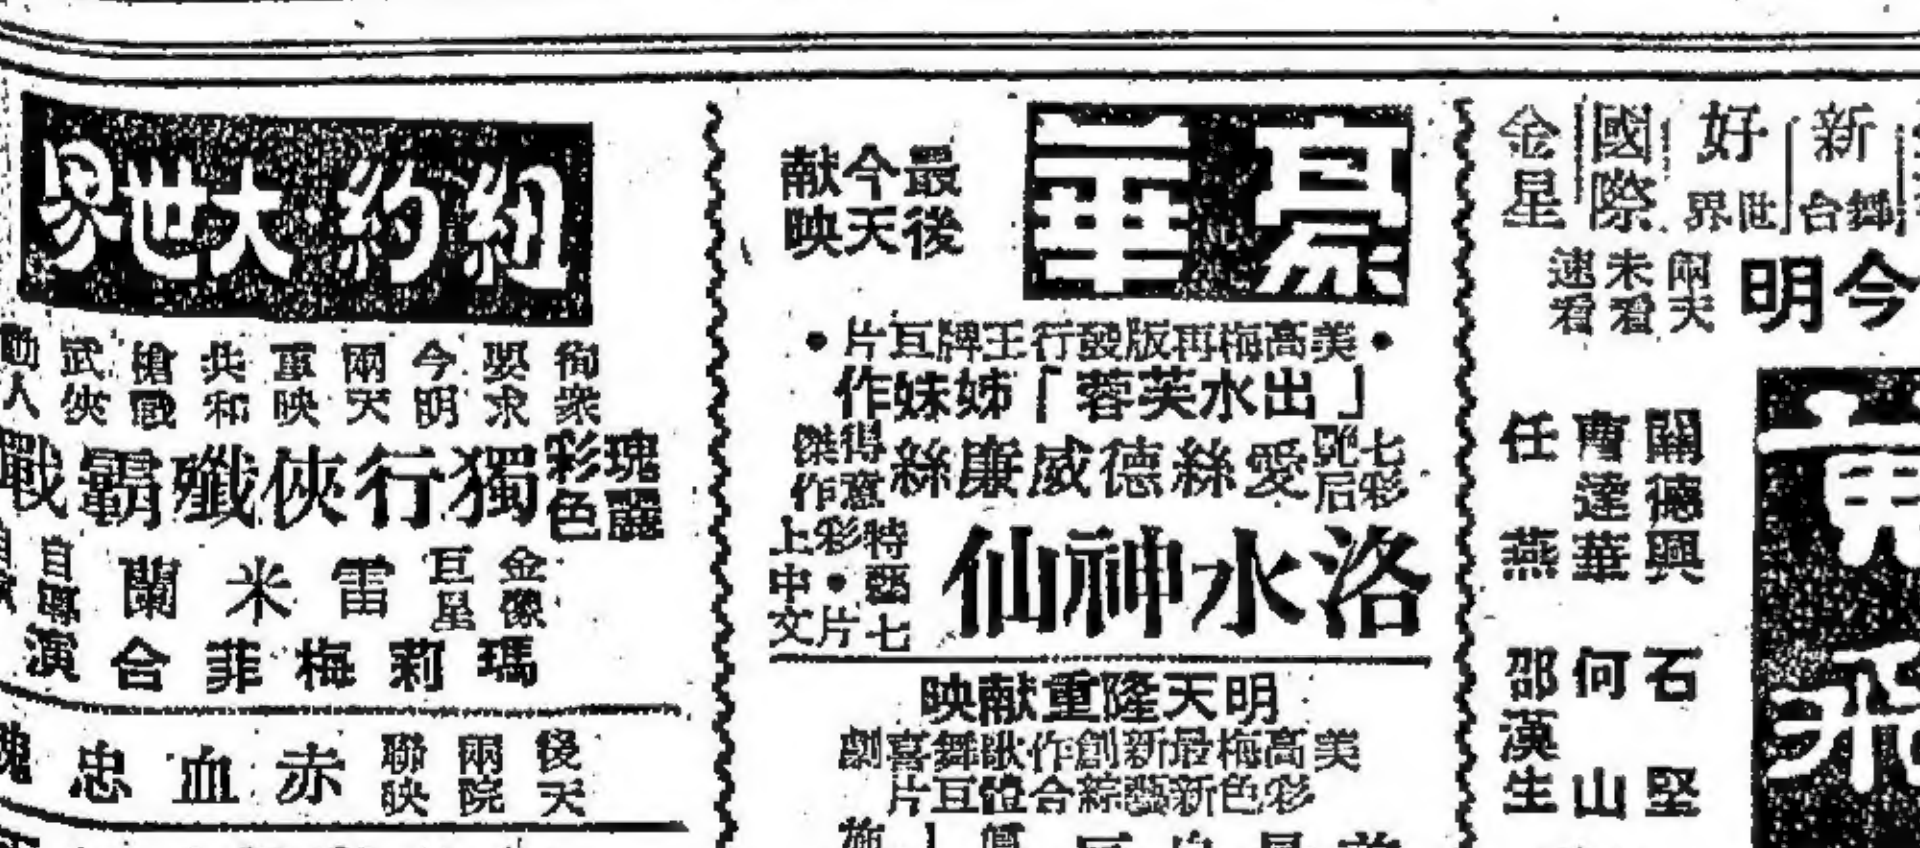 新舞台
好世界
國際
金星
今明
兩天
未看
速看
關德興 石堅
曹達華 何山
任燕 邵漢生
豪華
最後今天献映
•美高梅再版發行王牌巨片•
「出水芙蓉」姊妹作
七彩艷后 愛絲德威廉絲 得意傑作
洛水神仙
特藝七彩•片上中文
明天隆重献映
美高梅最新創作歌舞喜劇
彩色新藝綜合體巨片
紐約·大世界
徇衆要求今明兩天重映共和槍戰武俠動人
瑰麗彩色 獨行俠殲霸戰
金像巨星 雷米蘭 自導自演
瑪莉梅菲合演
後天兩院聯映 赤血忠魂